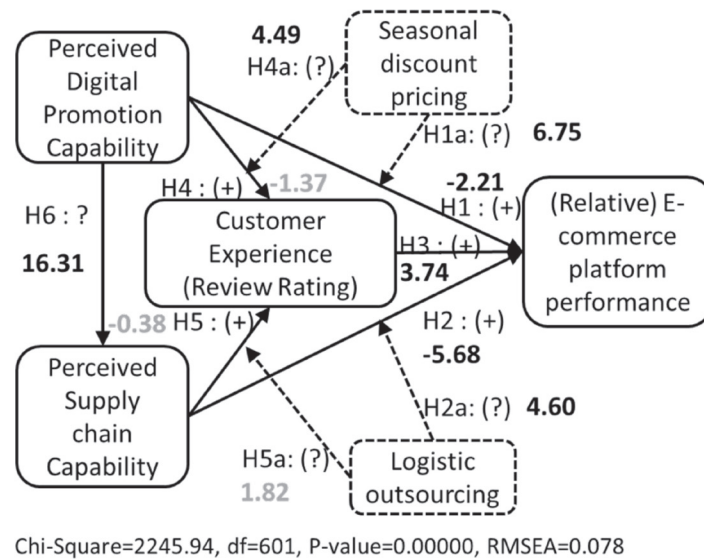 Perceived
Digital
Promotion
Capability
4.49
H4a: (?)
Seasonal
discount
pricing
H1a: (?) 6.75
H4 : (+)
-1.37
-2.21
H1 : (+)
H6 : ?
16.31
Customer
Experience
(Review Rating)
H3 : (+)
3.74
(Relative) E-
commerce
platform
performance
-0.38 H5 : (+)
H2 : (+)
-5.68
Perceived
Supply
chain
Capability
H2a: (?) 4.60
H5a: (?)
1.82
Logistic
outsourcing
Chi-Square=2245.94, df=601, P-value=0.00000, RMSEA=0.078